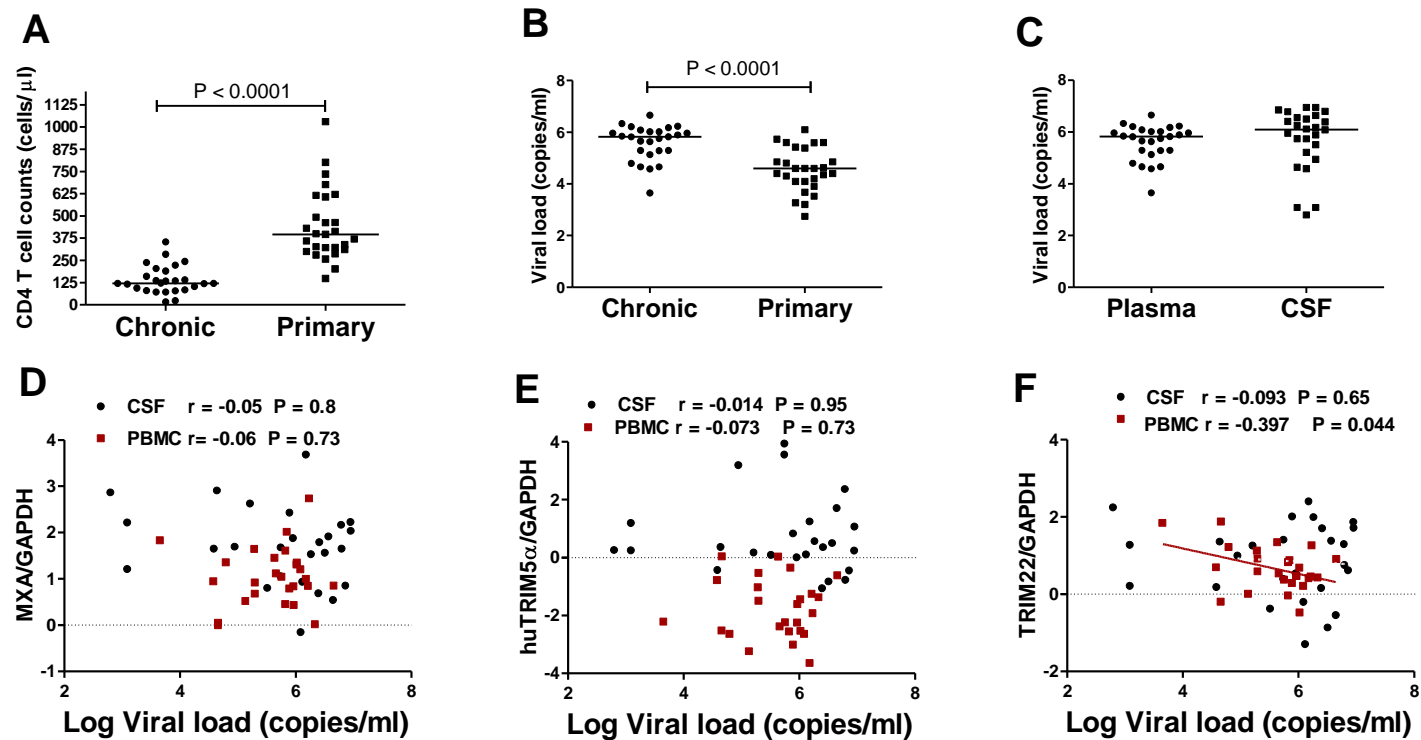 A
CD4 T cell counts (cells/μl)
P < 0.0001
1125
1000
875
750
625
500
375
250
125
0
Chronic Primary
B
Viral load (copies/ml)
P < 0.0001
8
6
4
2
0
Chronic Primary
C
Viral load (copies/ml)
8
6
4
2
0
Plasma CSF
D
CSF r = -0.05 P = 0.8
PBMC r= -0.06 P = 0.73
MXA/GAPDH
4
3
2
1
0
-1
2 4 6 8
Log Viral load (copies/ml)
E
CSF r = -0.014 P = 0.95
PBMC r = -0.073 P = 0.73
huTRIM5α/GAPDH
4
2
0
-2
-4
2 4 6 8
Log Viral load (copies/ml)
F
CSF r = -0.093 P = 0.65
PBMC r = -0.397 P = 0.044
TRIM22/GAPDH
4
2
0
-2
2 4 6 8
Log Viral load (copies/ml)